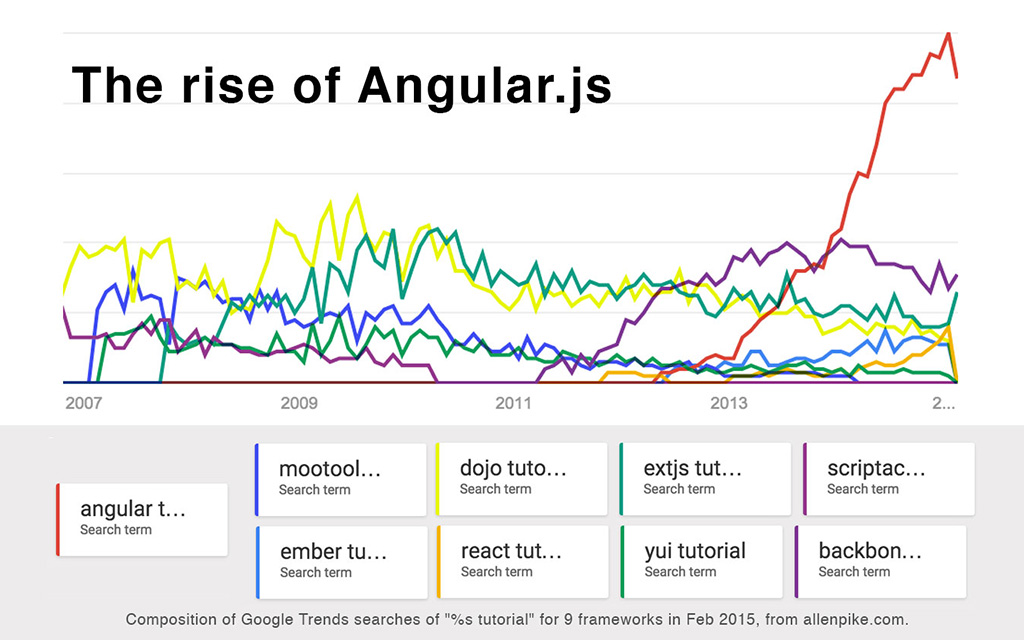 The rise of Angular.js
2007 2009 2011 2013 2...
mootool... dojo tuto... extjs tut... scriptac...
Search term Search term Search term Search term
angular t...
Search term
ember tu... react tut... yui tutorial backbon...
Search term Search term Search term Search term
Composition of Google Trends searches of "%s tutorial" for 9 frameworks in Feb 2015, from allenpike.com.